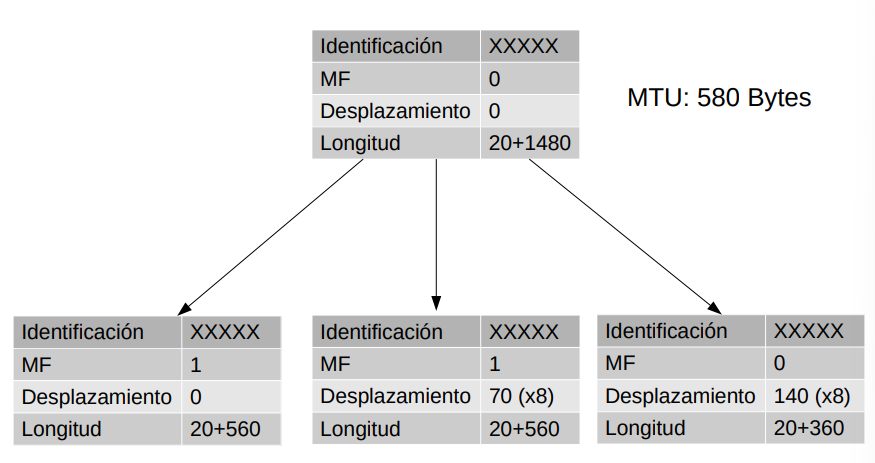 Identificación XXXXX
MF 0
Desplazamiento 0
Longitud 20+1480
MTU: 580 Bytes
Identificación XXXXX
MF 1
Desplazamiento 0
Longitud 20+560
Identificación XXXXX
MF 1
Desplazamiento 70 (x8)
Longitud 20+560
Identificación XXXXX
MF 0
Desplazamiento 140 (x8)
Longitud 20+360